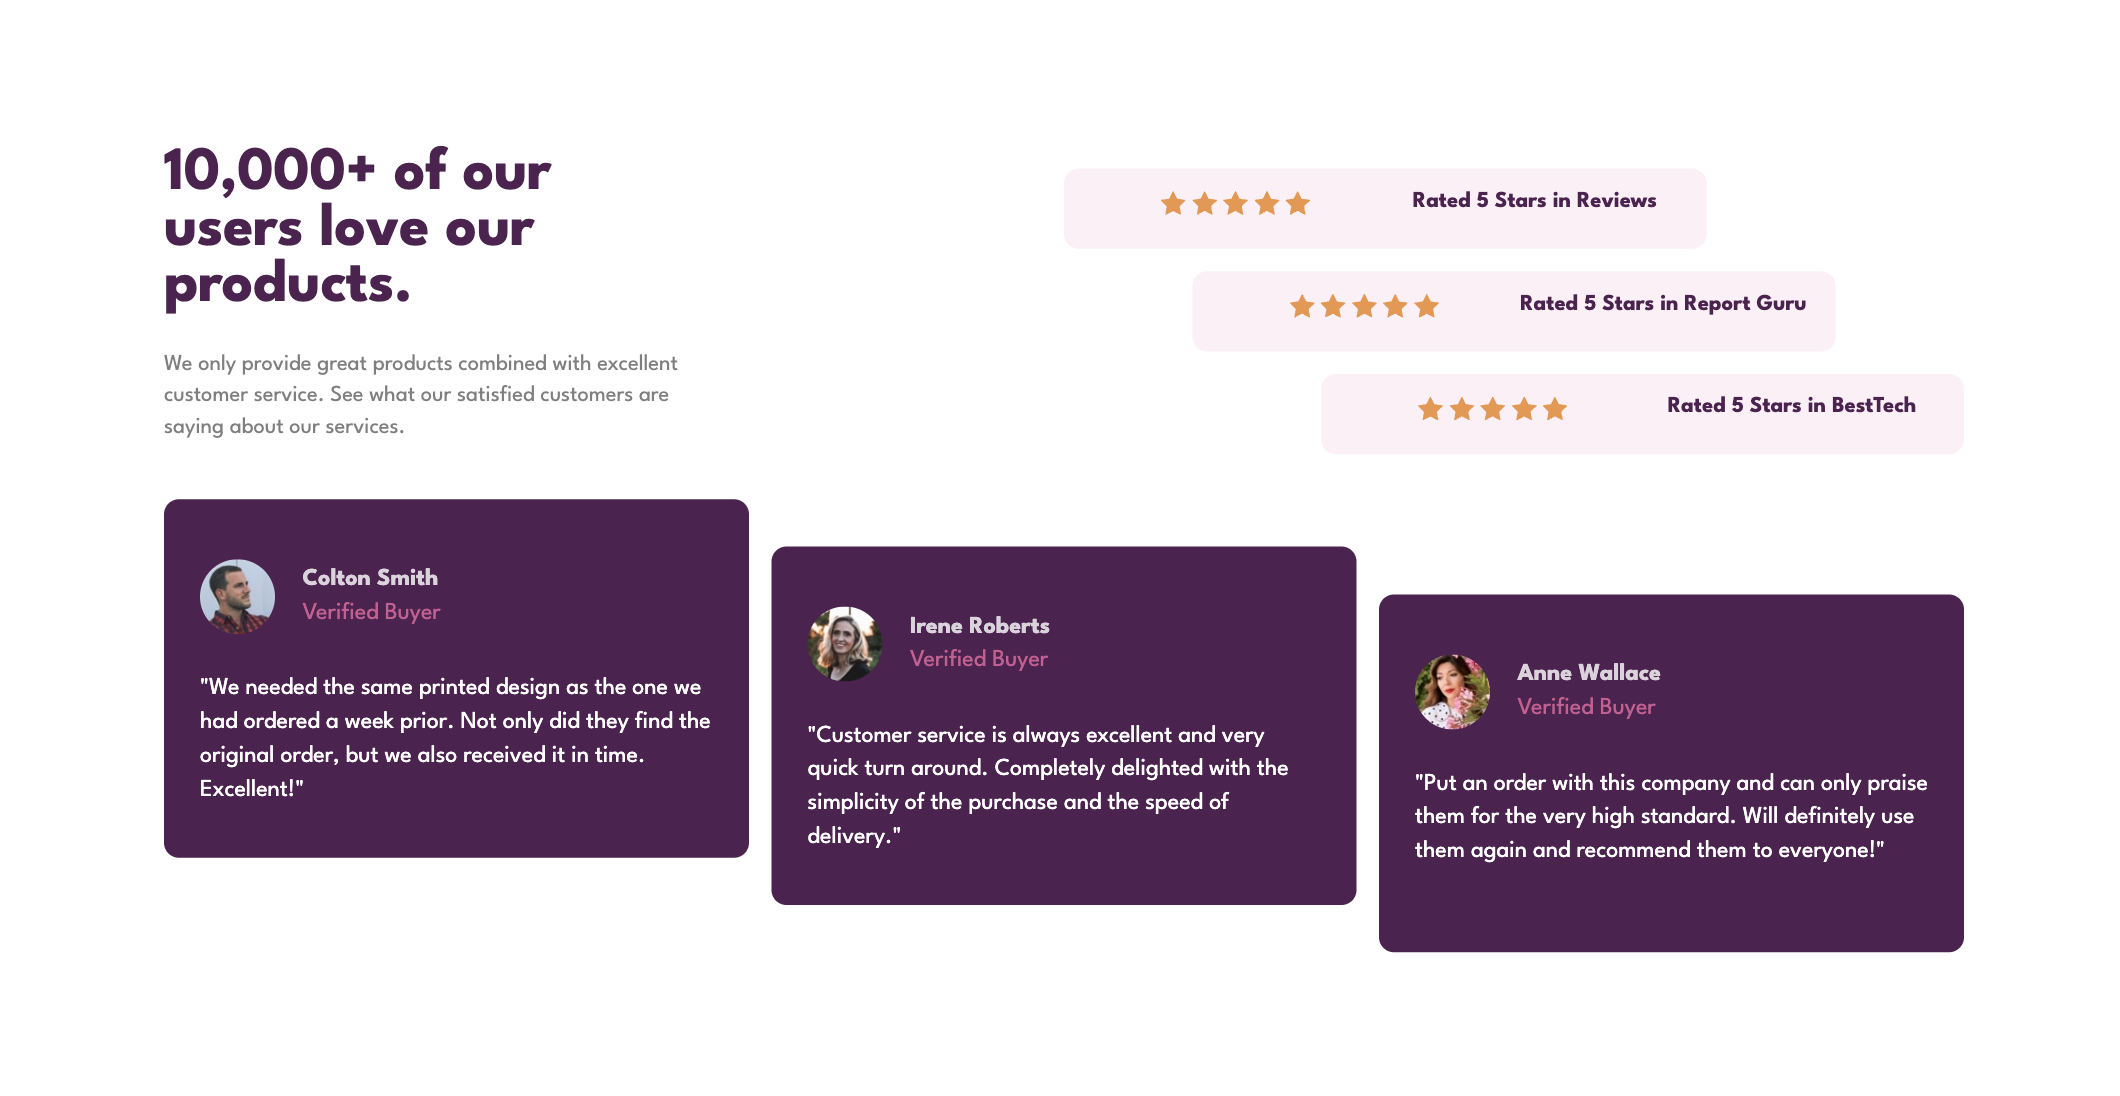 10,000+ of our
users love our
products.
We only provide great products combined with excellent
customer service. See what our satisfied customers are
saying about our services.
Rated 5 Stars in Reviews
Rated 5 Stars in Report Guru
Rated 5 Stars in BestTech
Colton Smith
Verified Buyer
"We needed the same printed design as the one we
had ordered a week prior. Not only did they find the
original order, but we also received it in time.
Excellent!"
Irene Roberts
Verified Buyer
"Customer service is always excellent and very
quick turn around. Completely delighted with the
simplicity of the purchase and the speed of
delivery."
Anne Wallace
Verified Buyer
"Put an order with this company and can only praise
them for the very high standard. Will definitely use
them again and recommend them to everyone!"